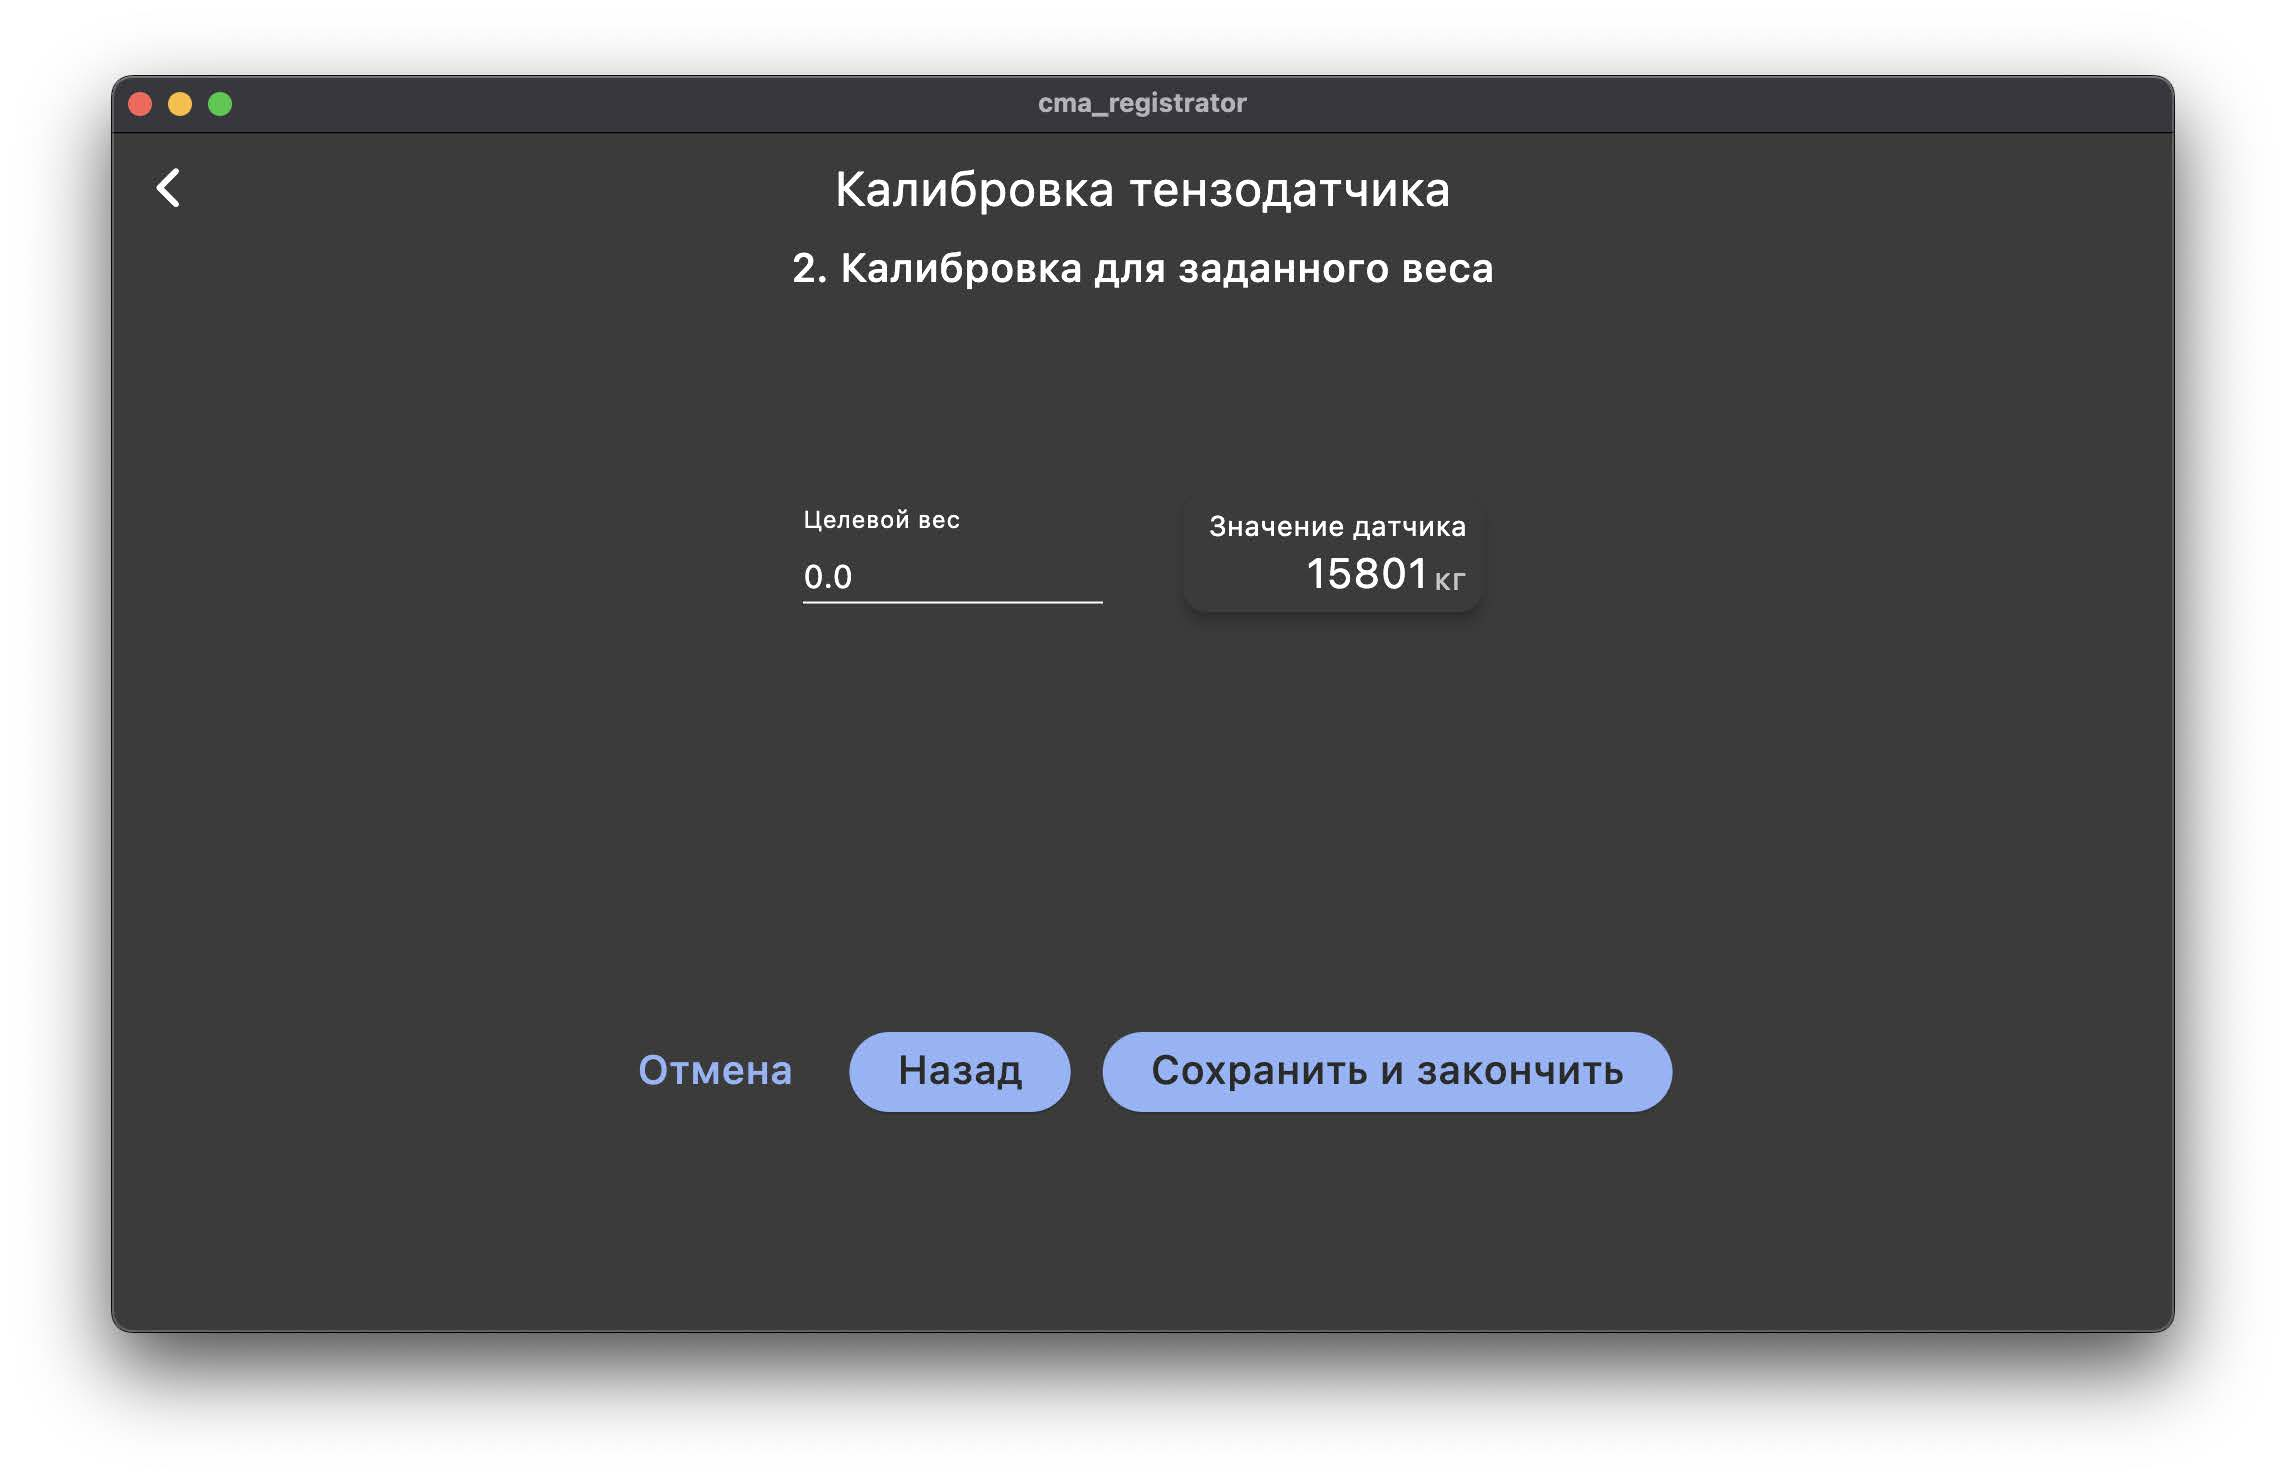 cma_registrator
Калибровка тензодатчика
2. Калибровка для заданного веса
Целевой вес
0.0
Значение датчика
15801 кг
Отмена
Назад
Сохранить и закончить